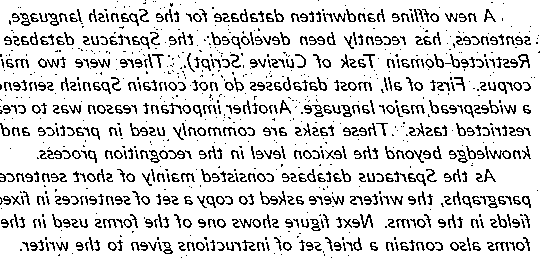 A new offline handwritten database for the Spanish language,
sentences, has recently been developed: the Spartacus database
Restricted-domain Task of Cursive Script). There were two mai
corpus. First of all, most databases do not contain Spanish senten
a widespread major language. Another important reason was to crea
restricted tasks. These tasks are commonly used in practice and
knowledge beyond the lexicon level in the recognition process.
As the Spartacus database consisted mainly of short sentence
paragraphs, the writers were asked to copy a set of sentences in fixe
fields in the forms. Next figure shows one of the forms used in the
forms also contain a brief set of instructions given to the writer.